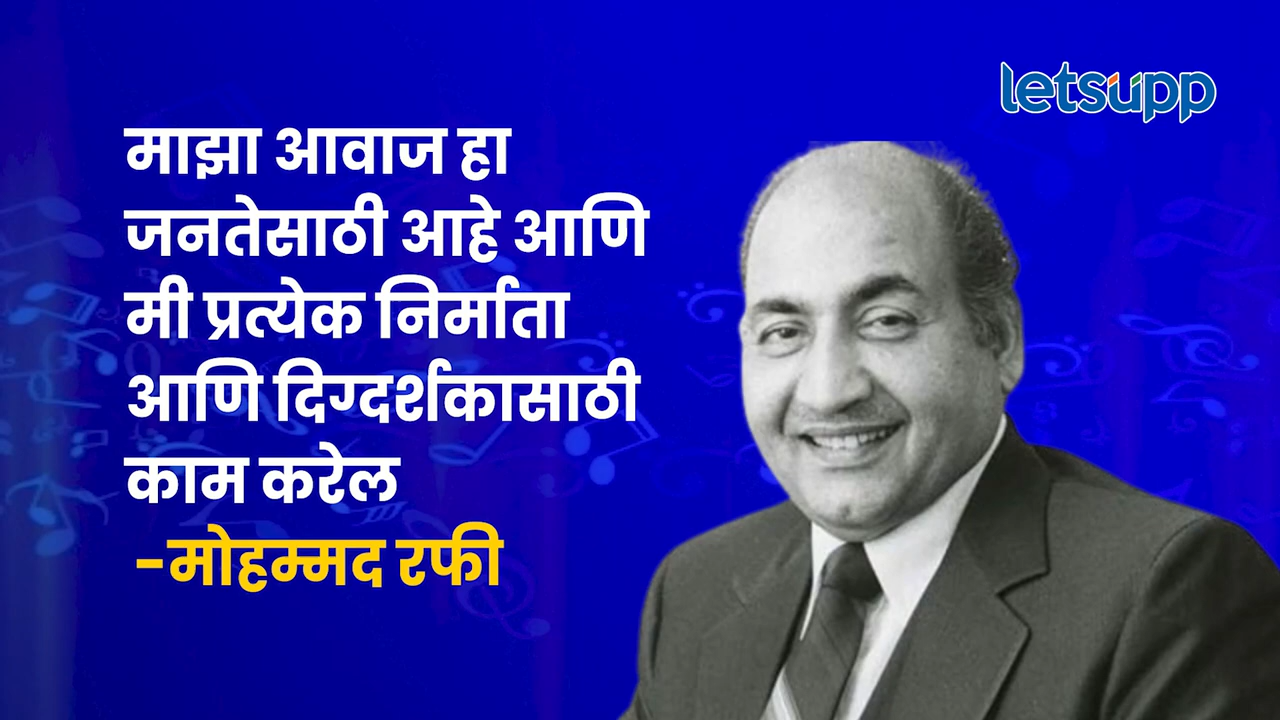 letsupp
माझा आवाज हा
जनतेसाठी आहे आणि
मी प्रत्येक निर्माता
आणि दिग्दर्शकासाठी
काम करेल
-मोहम्मद रफी